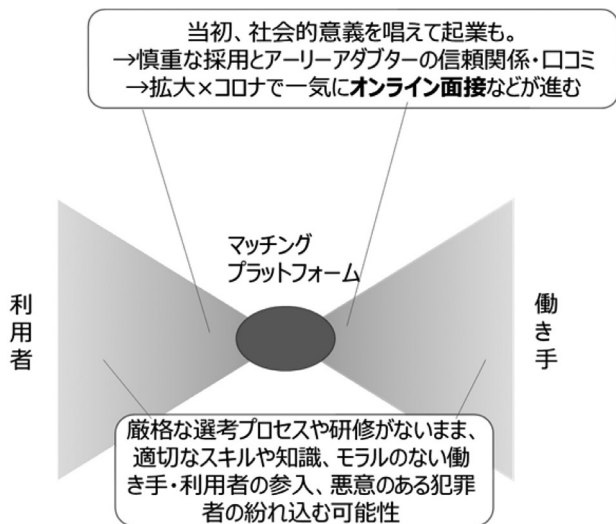 当初、社会的意義を唱えて起業も。
→慎重な採用とアーリーアダブターの信頼関係・口コミ
→拡大×コロナで一気にオンライン面接などが進む
マッチング
プラットフォーム
利用者
働き手
厳格な選考プロセスや研修がないまま、
適切なスキルや知識、モラルのない働
き手・利用者の参入、悪意のある犯罪
者の紛れ込む可能性